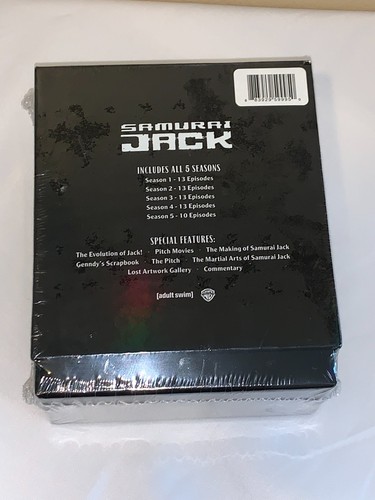 SAMURAI
JACK
INCLUDES ALL 5 SEASONS
Season 1 - 13 Episodes
Season 2 - 13 Episodes
Season 3 - 13 Episodes
Season 4 - 13 Episodes
Season 5 - 10 Episodes
SPECIAL FEATURES:
The Evolution of Jack! · Pitch Movies · The Making of Samurai Jack
Genndy's Scrapbook · The Pitch · The Martial Arts of Samurai Jack
Lost Artwork Gallery · Commentary
[adult swim]